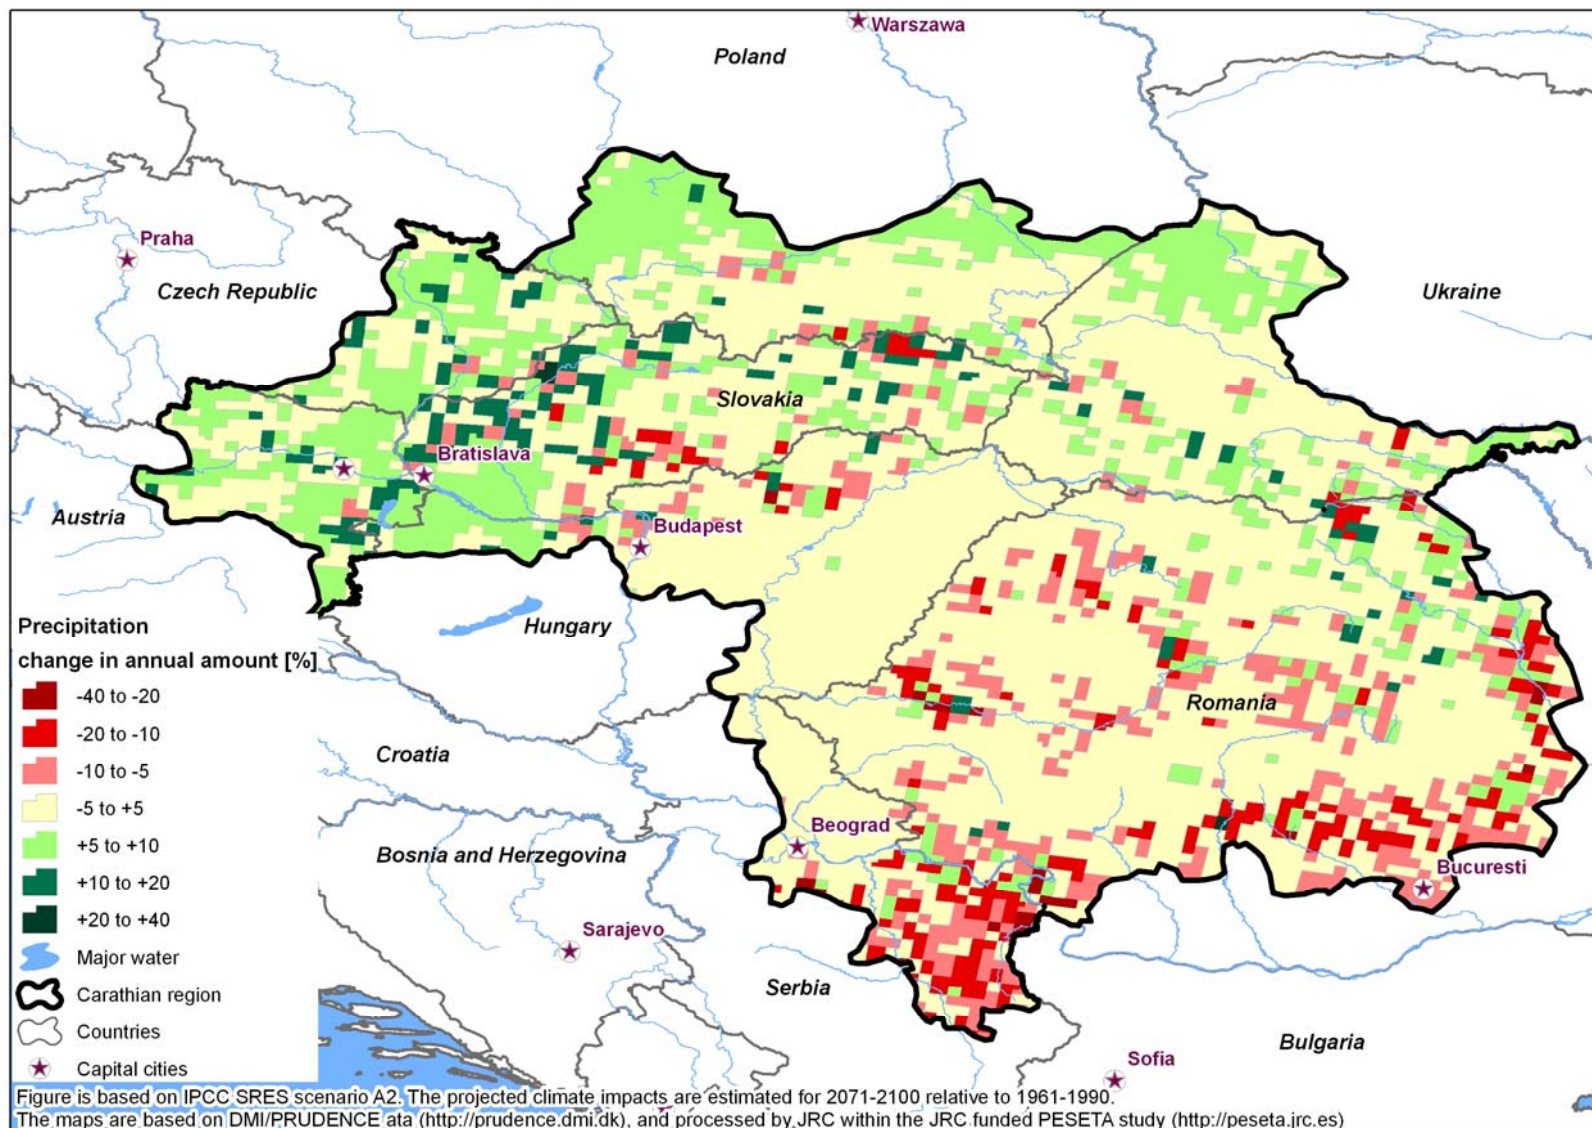 Warszawa
Poland
Praha
Czech Republic
Ukraine
Slovakia
Bratislava
Austria
Budapest
Hungary
Romania
Croatia
Beograd
Bosnia and Herzegovina
Bucuresti
Sarajevo
Serbia
Bulgaria
Sofia
Precipitation
change in annual amount [%]
-40 to -20
-20 to -10
-10 to -5
-5 to +5
+5 to +10
+10 to +20
+20 to +40
Major water
Carathian region
Countries
Capital cities
Figure is based on IPCC SRES scenario A2. The projected climate impacts are estimated for 2071-2100 relative to 1961-1990.
The maps are based on DMI/PRUDENCE ata (http://prudence.dmi.dk), and processed by JRC within the JRC funded PESETA study (http://peseta.jrc.es)